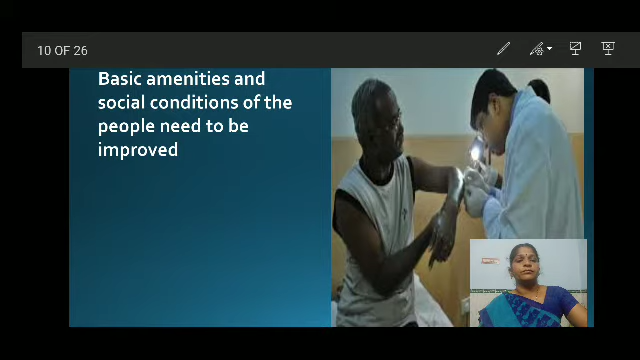 10 OF 26
Basic amenities and
social conditions of the
people need to be
improved